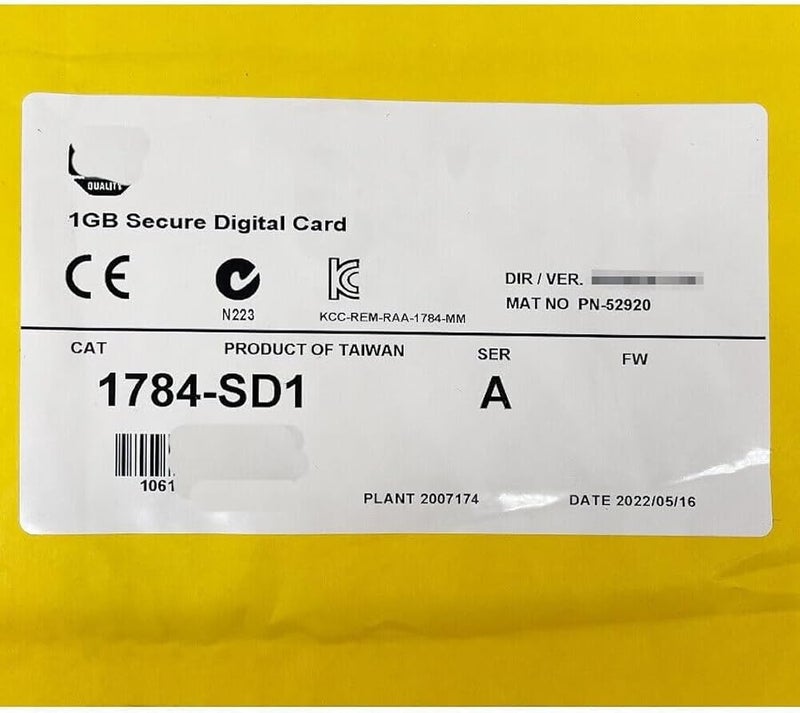 QUALITY
1GB Secure Digital Card
CE
N223
KCC-REM-RAA-1784-MM
DIR / VER.
MAT NO PN-52920
CAT
PRODUCT OF TAIWAN
SER
FW
1784-SD1
A
1061
PLANT 2007174
DATE 2022/05/16